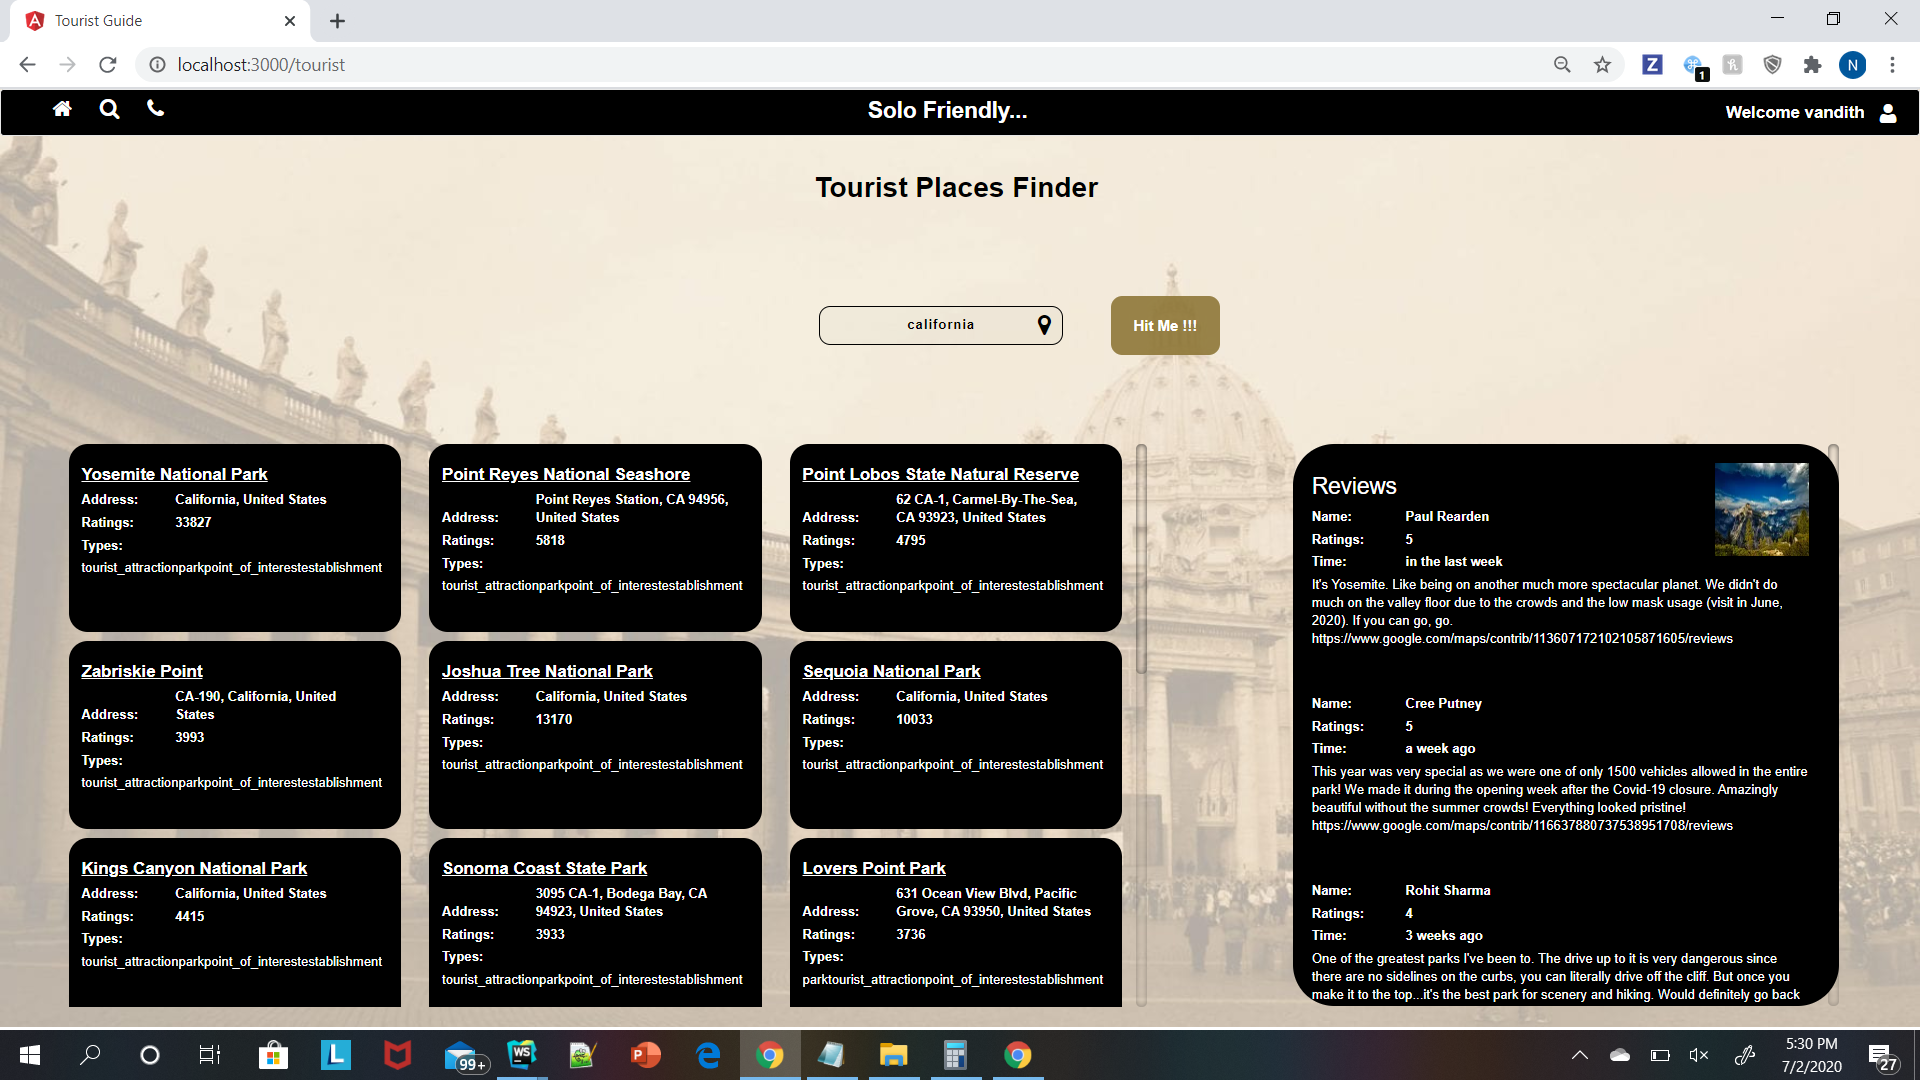 Tourist Guide
localhost:3000/tourist
Z
1
N
Solo Friendly...
Welcome vandith
Tourist Places Finder
california
Hit Me !!!
Yosemite National Park
Address: California, United States
Ratings: 33827
Types:
tourist_attractionparkpoint_of_interestestablishment
Point Reyes National Seashore
Point Reyes Station, CA 94956,
Address: United States
Ratings: 5818
Types:
tourist_attractionparkpoint_of_interestestablishment
Point Lobos State Natural Reserve
62 CA-1, Carmel-By-The-Sea,
Address: CA 93923, United States
Ratings: 4795
Types:
tourist_attractionparkpoint_of_interestestablishment
Zabriskie Point
CA-190, California, United
Address: States
Ratings: 3993
Types:
tourist_attractionparkpoint_of_interestestablishment
Joshua Tree National Park
Address: California, United States
Ratings: 13170
Types:
tourist_attractionparkpoint_of_interestestablishment
Sequoia National Park
Address: California, United States
Ratings: 10033
Types:
tourist_attractionparkpoint_of_interestestablishment
Kings Canyon National Park
Address: California, United States
Ratings: 4415
Types:
tourist_attractionparkpoint_of_interestestablishment
Sonoma Coast State Park
3095 CA-1, Bodega Bay, CA
Address: 94923, United States
Ratings: 3933
Types:
tourist_attractionparkpoint_of_interestestablishment
Lovers Point Park
631 Ocean View Blvd, Pacific
Address: Grove, CA 93950, United States
Ratings: 3736
Types:
parktourist_attractionpoint_of_interestestablishment
Reviews
Name: Paul Rearden
Ratings: 5
Time: in the last week
It's Yosemite. Like being on another much more spectacular planet. We didn't do
much on the valley floor due to the crowds and the low mask usage (visit in June,
2020). If you can go, go.
https://www.google.com/maps/contrib/113607172102105871605/reviews
Name: Cree Putney
Ratings: 5
Time: a week ago
This year was very special as we were one of only 1500 vehicles allowed in the entire
park! We made it during the opening week after the Covid-19 closure. Amazingly
beautiful without the summer crowds! Everything looked pristine!
https://www.google.com/maps/contrib/116637880737538951708/reviews
Name: Rohit Sharma
Ratings: 4
Time: 3 weeks ago
One of the greatest parks I've been to. The drive up to it is very dangerous since
there are no sidelines on the curbs, you can literally drive off the cliff. But once you
make it to the top...it's the best park for scenery and hiking. Would definitely go back
L
99+
WS
P
5:30 PM
7/2/2020
27